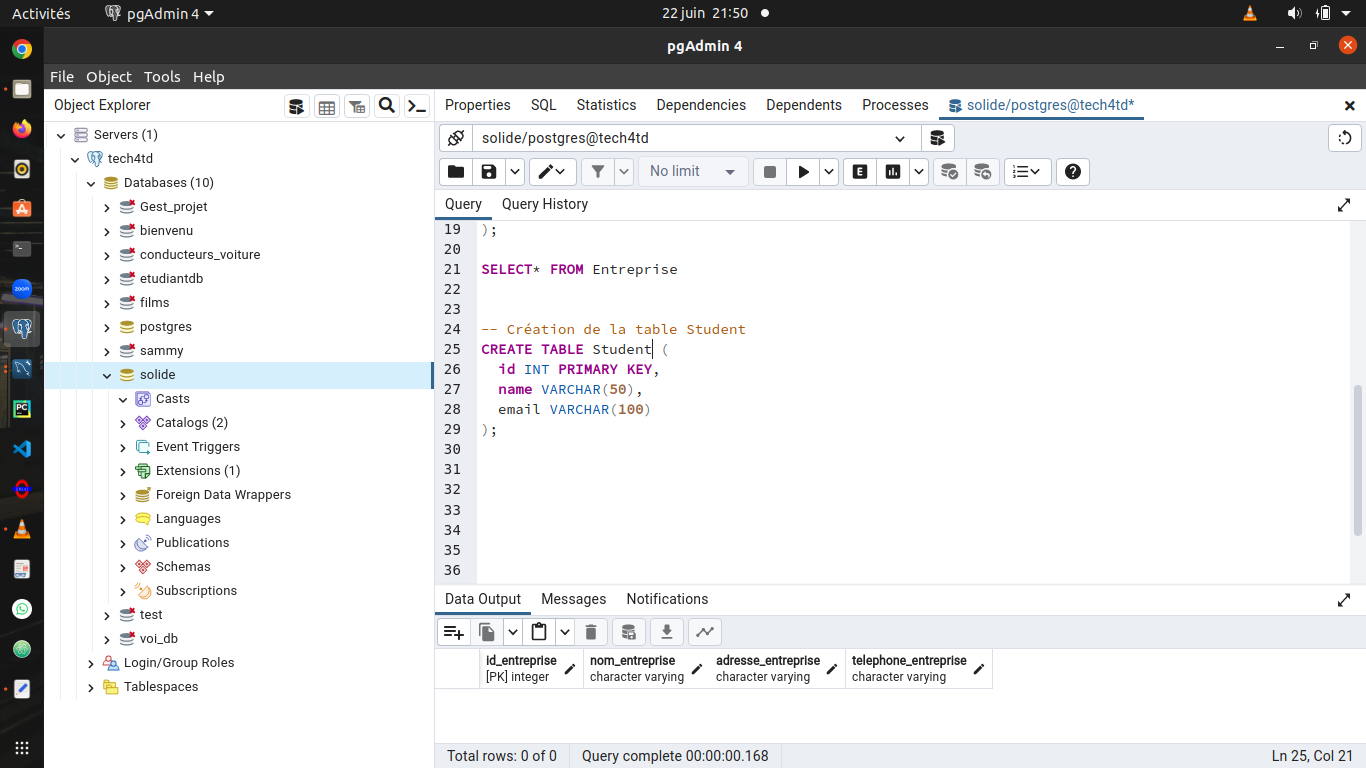 Activités
pgAdmin 4
22 juin 21:50
pgAdmin 4
File Object Tools Help
Object Explorer
Servers (1)
tech4td
Databases (10)
Gest_projet
bienvenu
conducteurs_voiture
etudiantdb
films
postgres
sammy
solide
Casts
Catalogs (2)
Event Triggers
Extensions (1)
Foreign Data Wrappers
Languages
Publications
Schemas
Subscriptions
test
voi_db
Login/Group Roles
Tablespaces
Properties SQL Statistics Dependencies Dependents Processes solide/postgres@tech4td*
solide/postgres@tech4td
No limit
E
Query Query History
19 );
20
21 SELECT* FROM Entreprise
22
23
24 -- Création de la table Student
25 CREATE TABLE Student (
26 id INT PRIMARY KEY,
27 name VARCHAR(50),
28 email VARCHAR(100)
29 );
30
31
32
33
34
35
36
Data Output Messages Notifications
id_entreprise nom_entreprise adresse_entreprise telephone_entreprise
[PK] integer character varying character varying character varying
Total rows: 0 of 0 Query complete 00:00:00.168 Ln 25, Col 21
zoom
PC